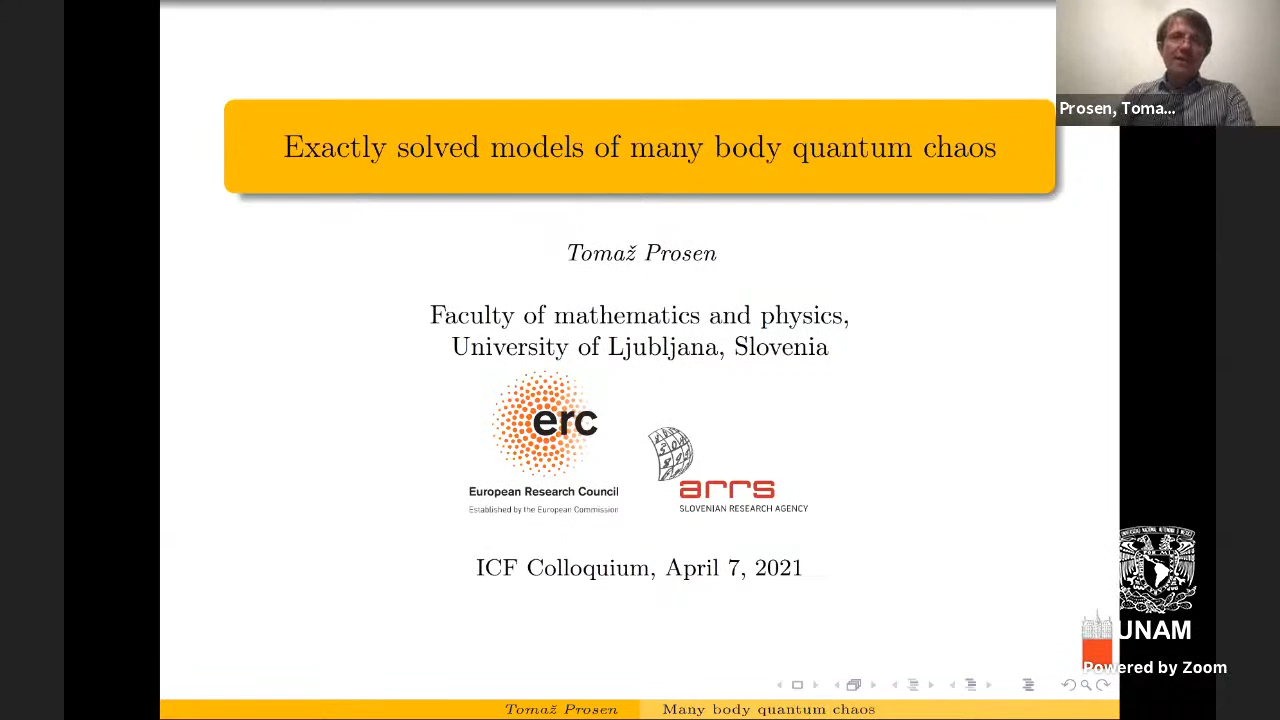 Exactly solved models of many body quantum chaos
Prosen, Toma...
Tomaž Prosen
Faculty of mathematics and physics,
University of Ljubljana, Slovenia
erc
European Research Council
Established by the European Commission
arrs
SLOVENIAN RESEARCH AGENCY
ICF Colloquium, April 7, 2021
UNAM
Powered by Zoom
Tomaž Prosen
Many body quantum chaos